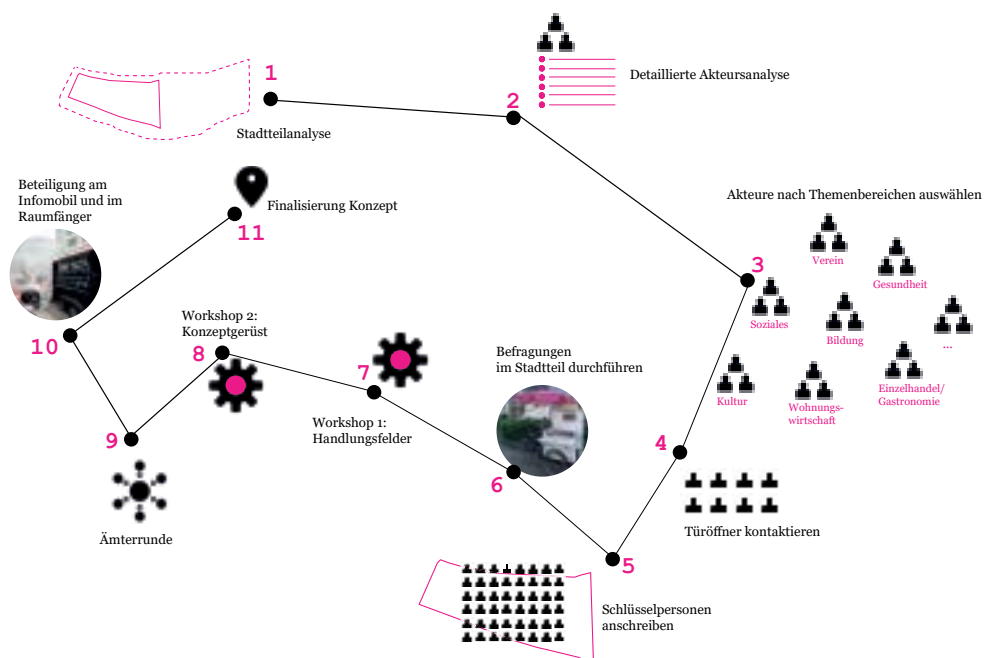 1
Stadtteilanalyse
2
Detaillierte Akteursanalyse
3
Akteure nach Themenbereichen auswählen
Verein
Gesundheit
Soziales
Bildung
...
Kultur
Wohnungs-
wirtschaft
Einzelhandel/
Gastronomie
4
Türöffner kontaktieren
5
Schlüsselpersonen
anschreiben
6
Befragungen
im Stadtteil durchführen
7
Workshop 1:
Handlungsfelder
8
Workshop 2:
Konzeptgerüst
9
Ämterrunde
10
Beteiligung am
Infomobil und im
Raumfänger
11
Finalisierung Konzept